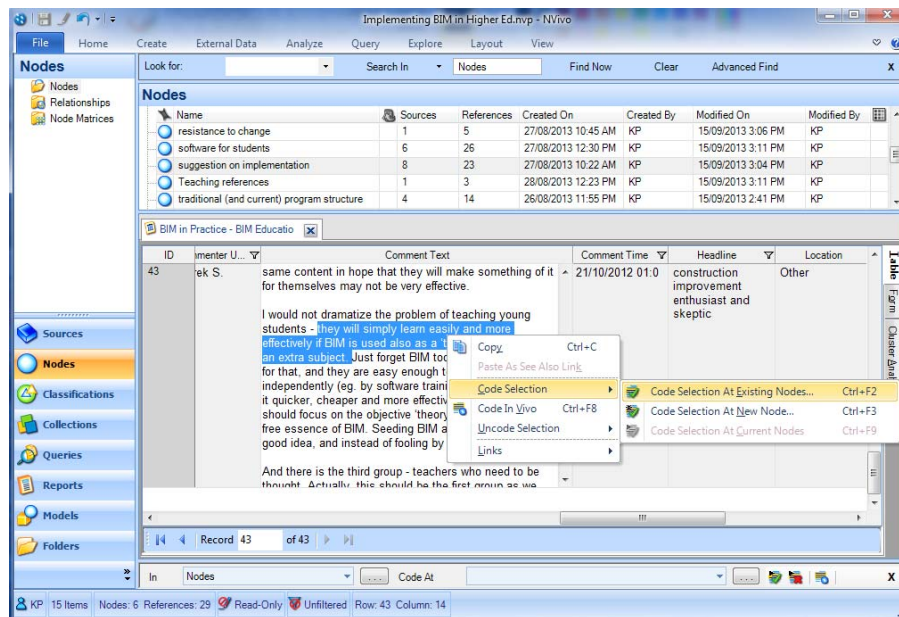 Implementing BIM in Higher Ed.nvp - NVivo
File Home Create External Data Analyze Query Explore Layout View
Nodes
Look for: Search In Nodes Find Now Clear Advanced Find x
Nodes
Relationships
Node Matrices
Nodes
Name Sources References Created On Created By Modified On Modified By
resistance to change 1 5 27/08/2013 10:45 AM KP 15/09/2013 3:06 PM KP
software for students 6 26 27/08/2013 12:30 PM KP 15/09/2013 3:11 PM KP
suggestion on implementation 8 23 27/08/2013 10:22 AM KP 15/09/2013 3:04 PM KP
Teaching references 1 3 28/08/2013 12:23 PM KP 15/09/2013 3:11 PM KP
traditional (and current) program structure 4 14 26/08/2013 11:55 PM KP 15/09/2013 2:41 PM KP
BIM in Practice - BIM Educatio
ID nmenter U... Comment Text Comment Time Headline Location
43 rek S. same content in hope that they will make something of it 21/10/2012 01:0 construction Other
for themselves may not be very effective. improvement
enthusiast and
skeptic
I would not dramatize the problem of teaching young
students - they will simply learn easily and more
effectively if BIM is used also as a 't
an extra subject. Just forget BIM too
for that, and they are easy enough t
independently (eg. by software traini
it quicker, cheaper and more effectiv
should focus on the objective 'theory
free essence of BIM. Seeding BIM a
good idea, and instead of fooling by
And there is the third group - teachers who need to be
thought. Actually, this should be the first group as we
Copy Ctrl+C
Paste As See Also Link
Code Selection
Code In Vivo Ctrl+F8
Uncode Selection
Links
Code Selection At Existing Nodes... Ctrl+F2
Code Selection At New Node... Ctrl+F3
Code Selection At Current Nodes Ctrl+F9
Table
Form
Cluster Anal
Sources
Nodes
Classifications
Collections
Queries
Reports
Models
Folders
Record 43 of 43
In Nodes ... Code At ... x
KP 15 Items Nodes: 6 References: 29 Read-Only Unfiltered Row: 43 Column: 14